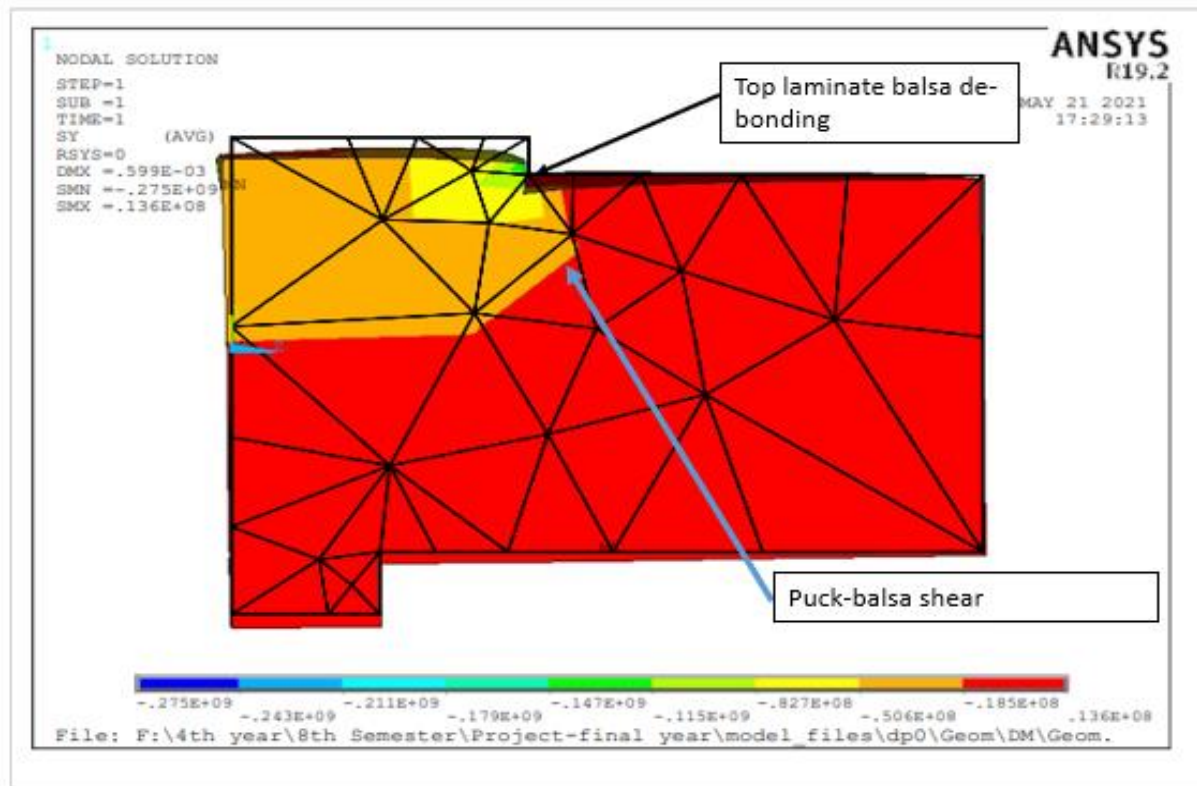 NODAL SOLUTION
STEP=1
SUB =1
TIME=1
SY (AVG)
RSYS=0
DMX =.599E-03
SMN =-.275E+09
SMX =.136E+08
ANSYS
R19.2
MAY 21 2021
17:29:13
Top laminate balsa de-
bonding
Puck-balsa shear
-.275E+09
-.243E+09
-.211E+09
-.179E+09
-.147E+09
-.115E+09
-.827E+08
-.506E+08
-.185E+08
.136E+08
File: F:\4th year\8th Semester\Project-final year\model_files\dp0\Geom\DM\Geom.